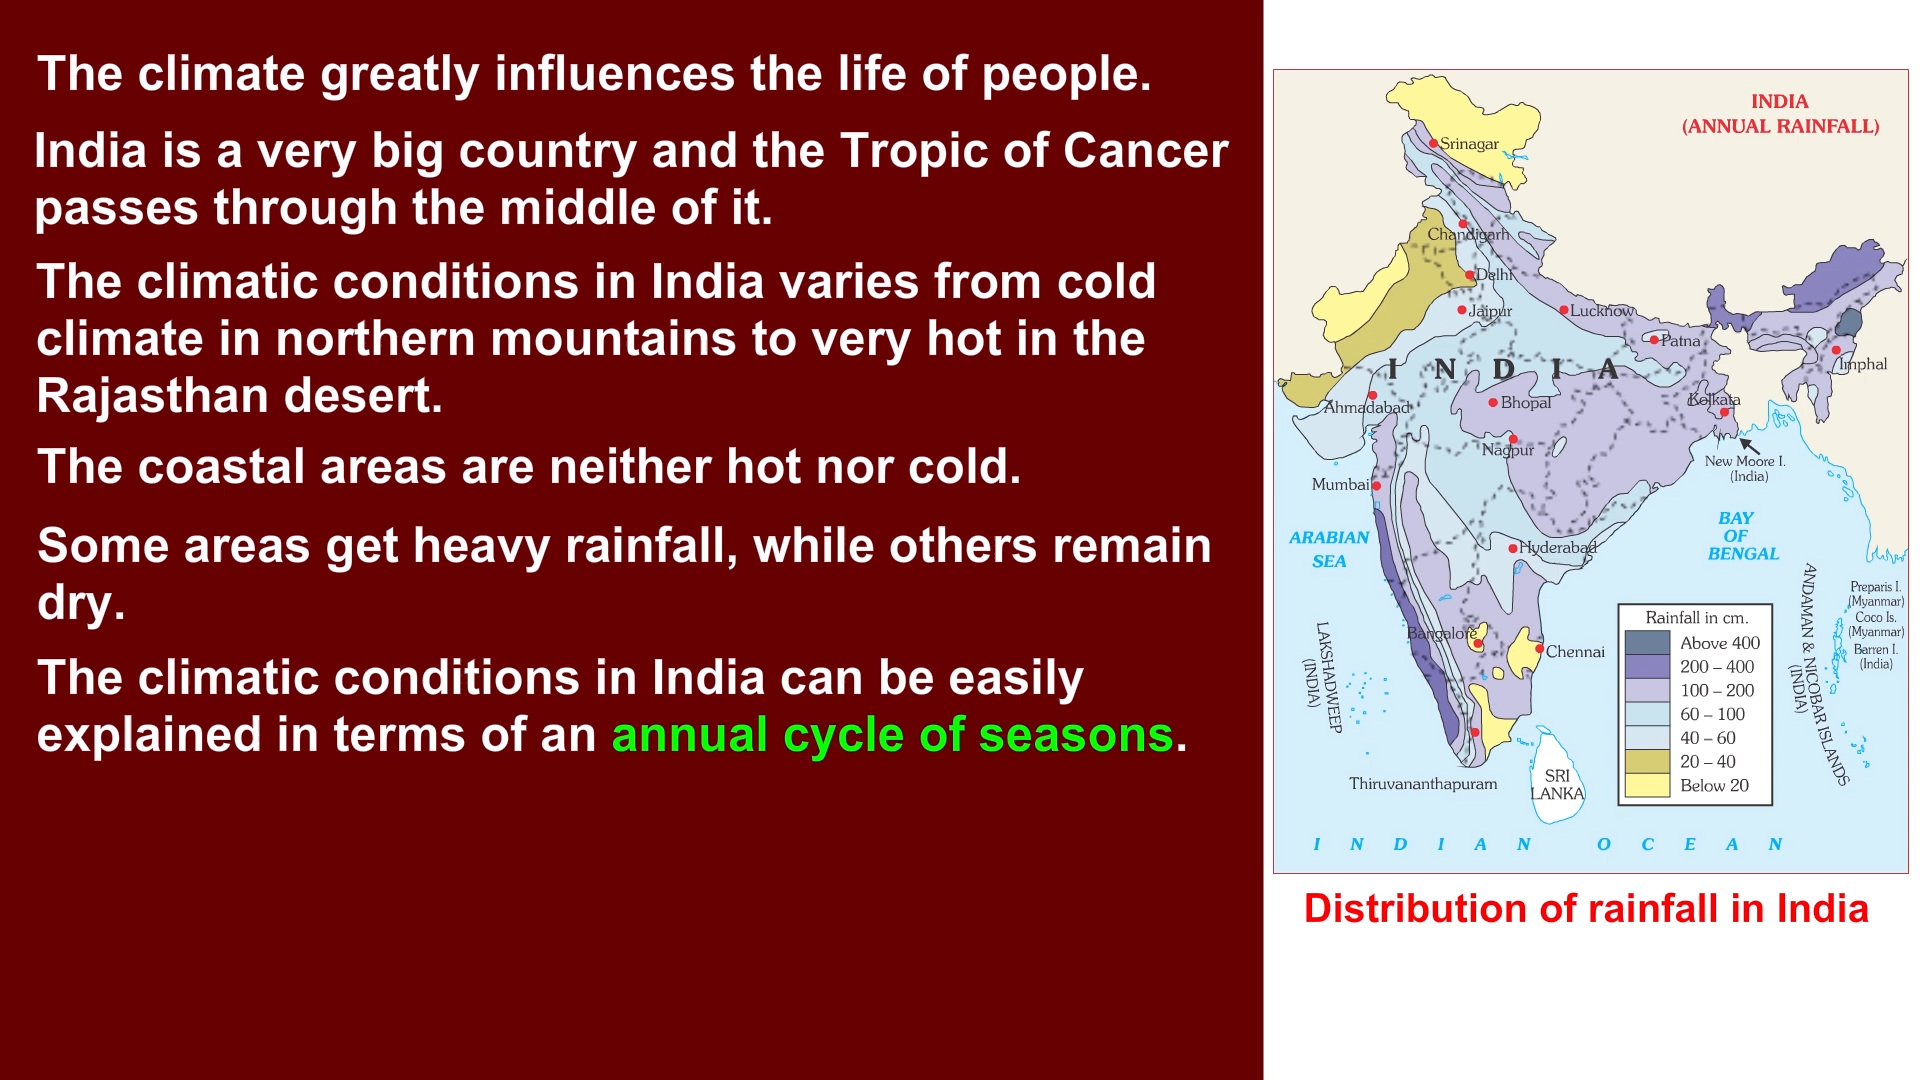 The climate greatly influences the life of people.
India is a very big country and the Tropic of Cancer
passes through the middle of it.
The climatic conditions in India varies from cold
climate in northern mountains to very hot in the
Rajasthan desert.
The coastal areas are neither hot nor cold.
Some areas get heavy rainfall, while others remain
dry.
The climatic conditions in India can be easily
explained in terms of an annual cycle of seasons.
INDIA
(ANNUAL RAINFALL)
Srinagar
Chandigarh
Delhi
Jaipur
Lucknow
Patna
Imphal
INDIA
Ahmadabad
Bhopal
Kolkata
Nagpur
New Moore I.
(India)
Mumbai
ARABIAN
SEA
BAY
OF
BENGAL
Hyderabad
Preparis I.
(Myanmar)
Coco Is.
(Myanmar)
Barren I.
(India)
ANDAMAN & NICOBAR ISLANDS
(INDIA)
LAKSHADWEEP
(INDIA)
Bangalore
Chennai
Rainfall in cm.
Above 400
200 – 400
100 – 200
60 – 100
40 – 60
20 – 40
Below 20
Thiruvananthapuram
SRI
LANKA
INDIAN OCEAN
Distribution of rainfall in India